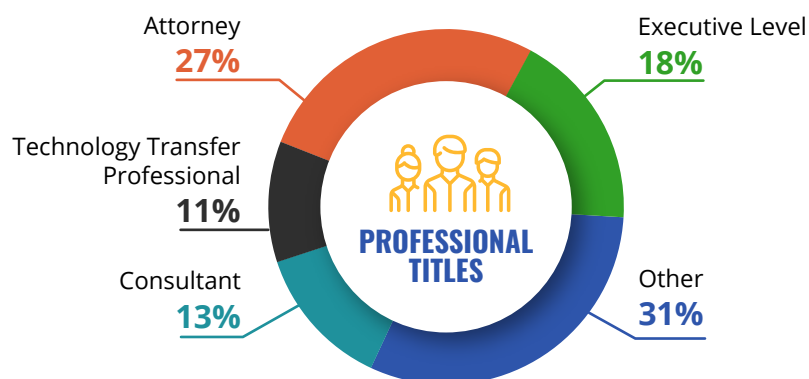 Attorney
27%
Executive Level
18%
Technology Transfer
Professional
11%
PROFESSIONAL
TITLES
Consultant
13%
Other
31%